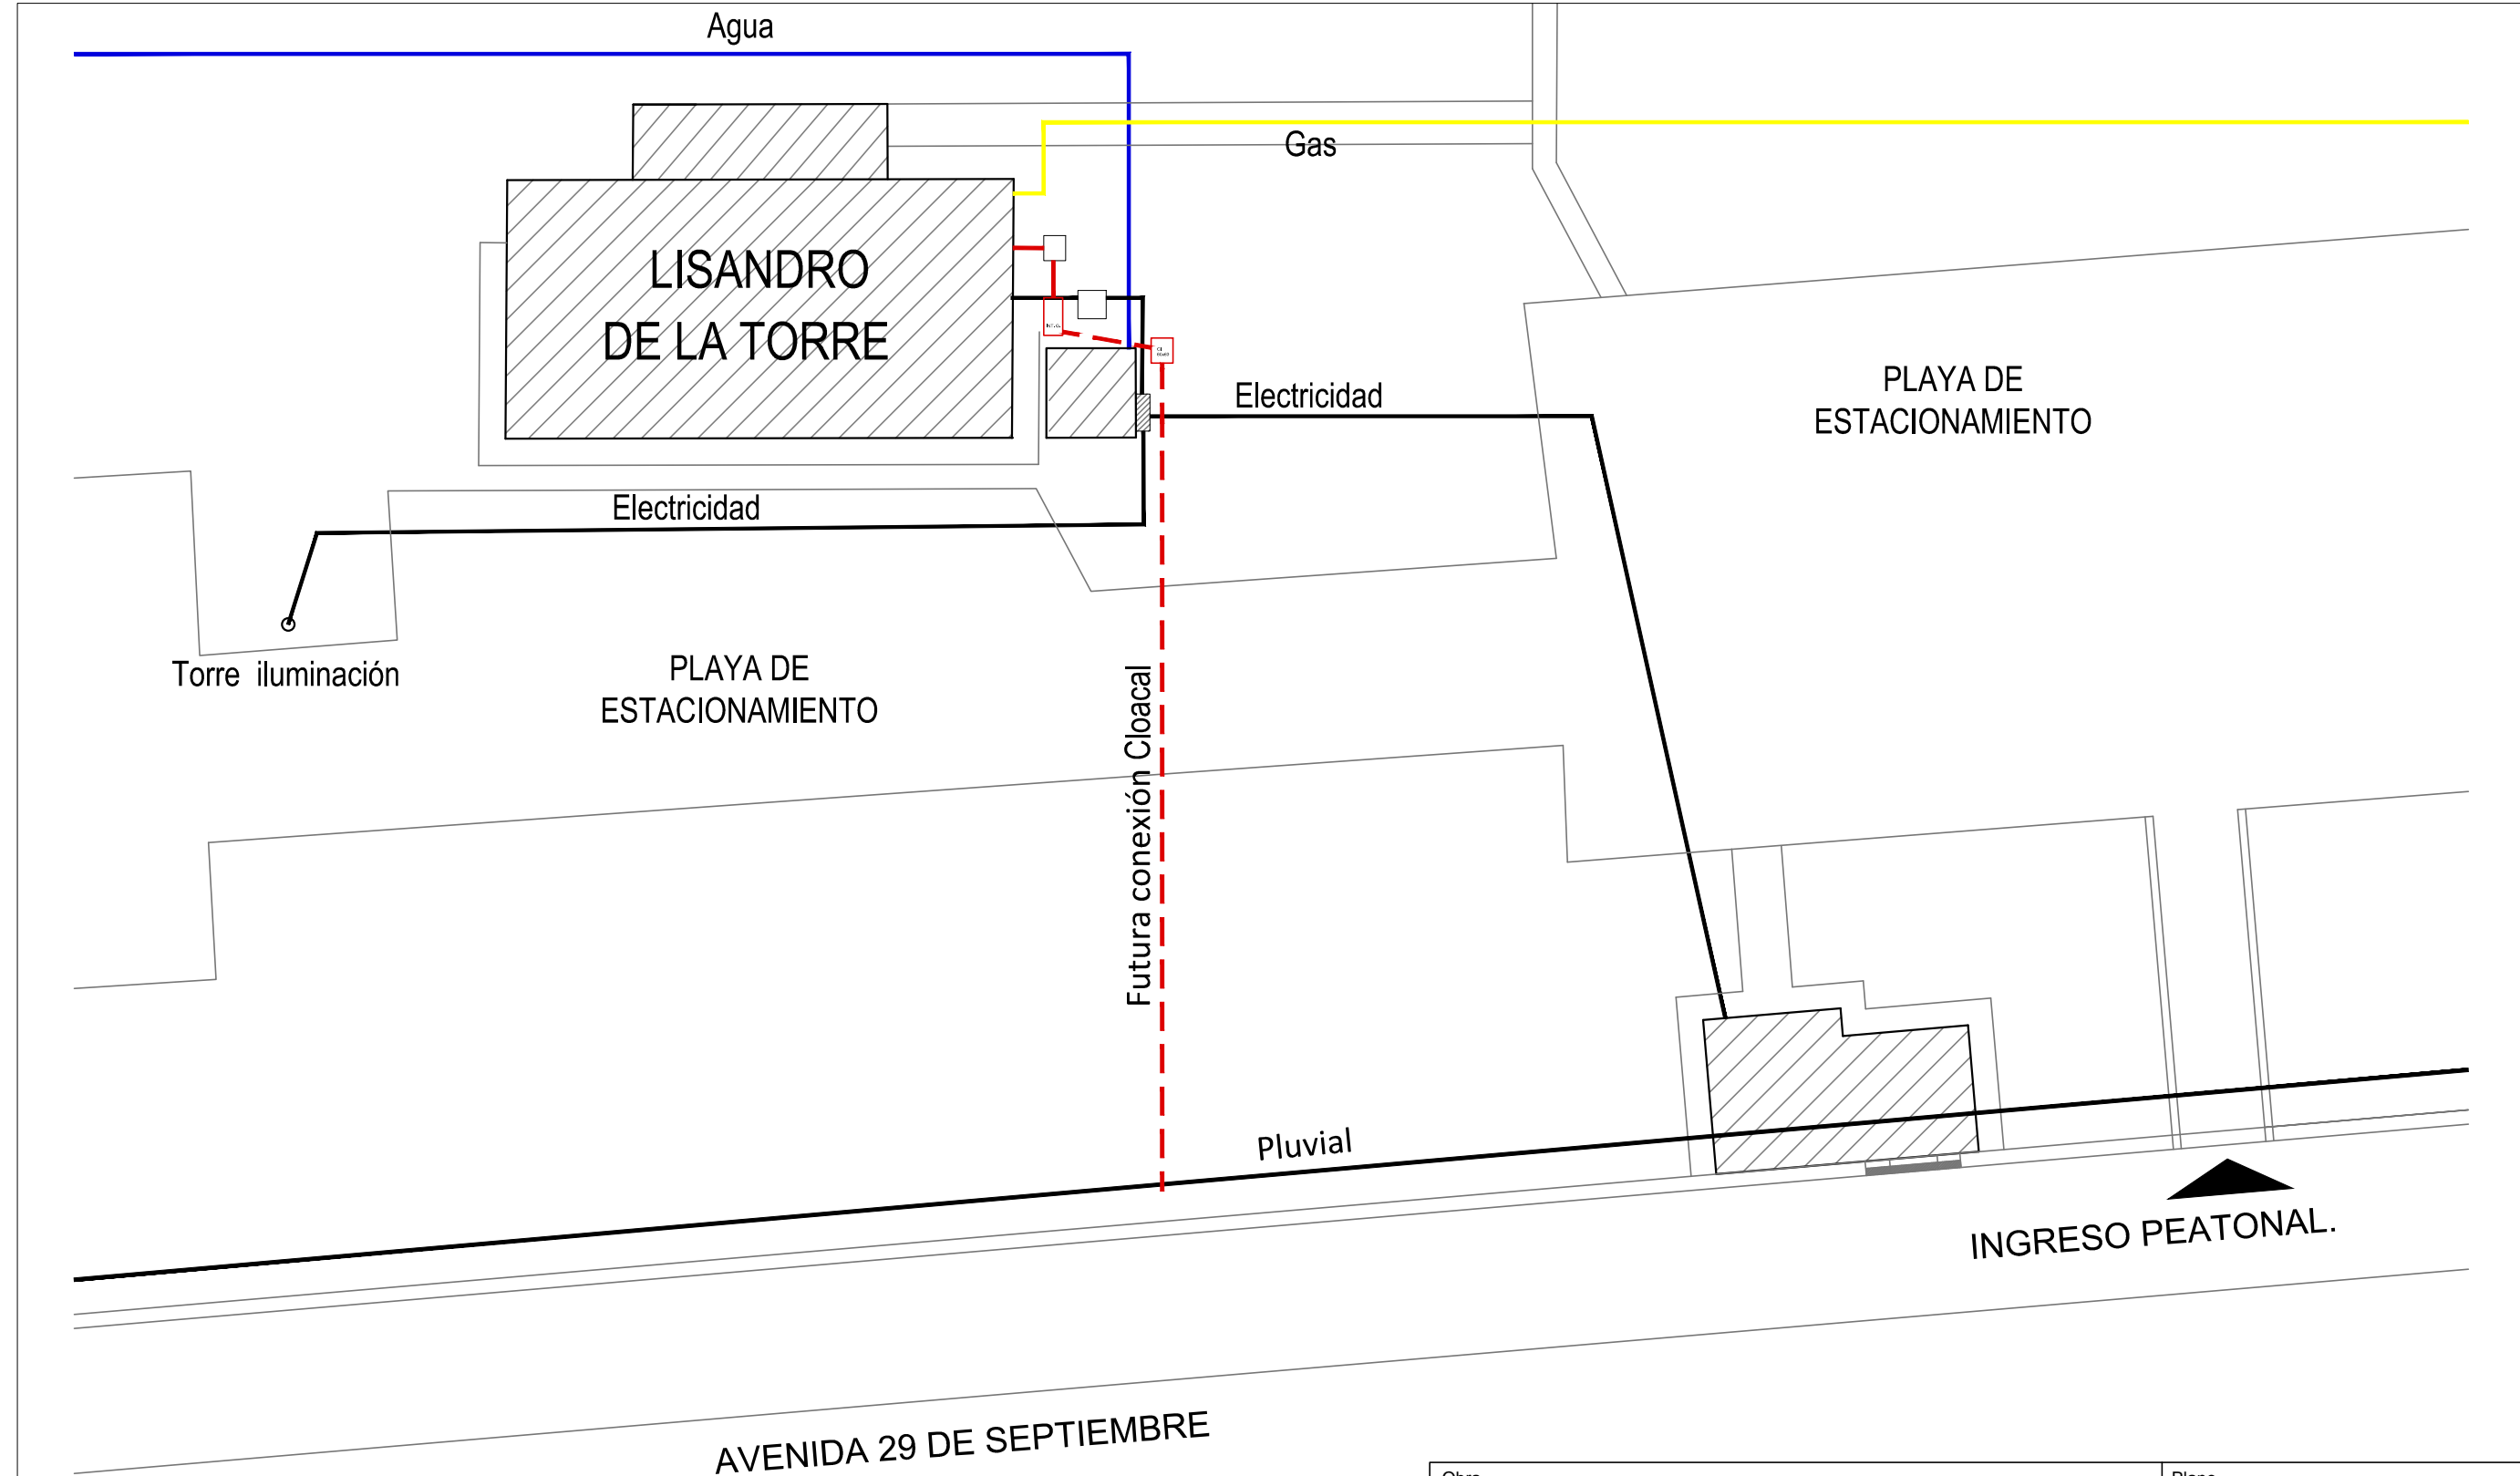 Agua
Gas
LISANDRO
DE LA TORRE
Electricidad
PLAYA DE
ESTACIONAMIENTO
Electricidad
Torre iluminación
PLAYA DE
ESTACIONAMIENTO
Futura conexión Cloacal
Pluvial
INGRESO PEATONAL.
AVENIDA 29 DE SEPTIEMBRE